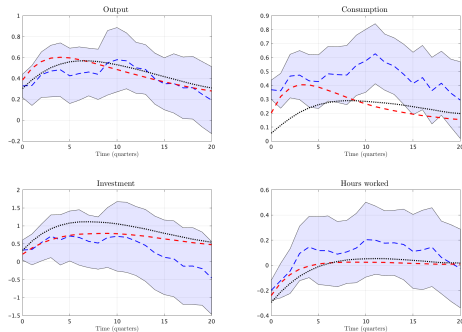 Output
1
0.8
0.6
0.4
0.2
0
-0.2
0 5 10 15 20
Time (quarters)
Consumption
0.9
0.8
0.7
0.6
0.5
0.4
0.3
0.2
0.1
0
0 5 10 15 20
Time (quarters)
Investment
2
1.5
1
0.5
0
-0.5
-1
-1.5
0 5 10 15 20
Time (quarters)
Hours worked
0.6
0.4
0.2
0
-0.2
-0.4
0 5 10 15 20
Time (quarters)